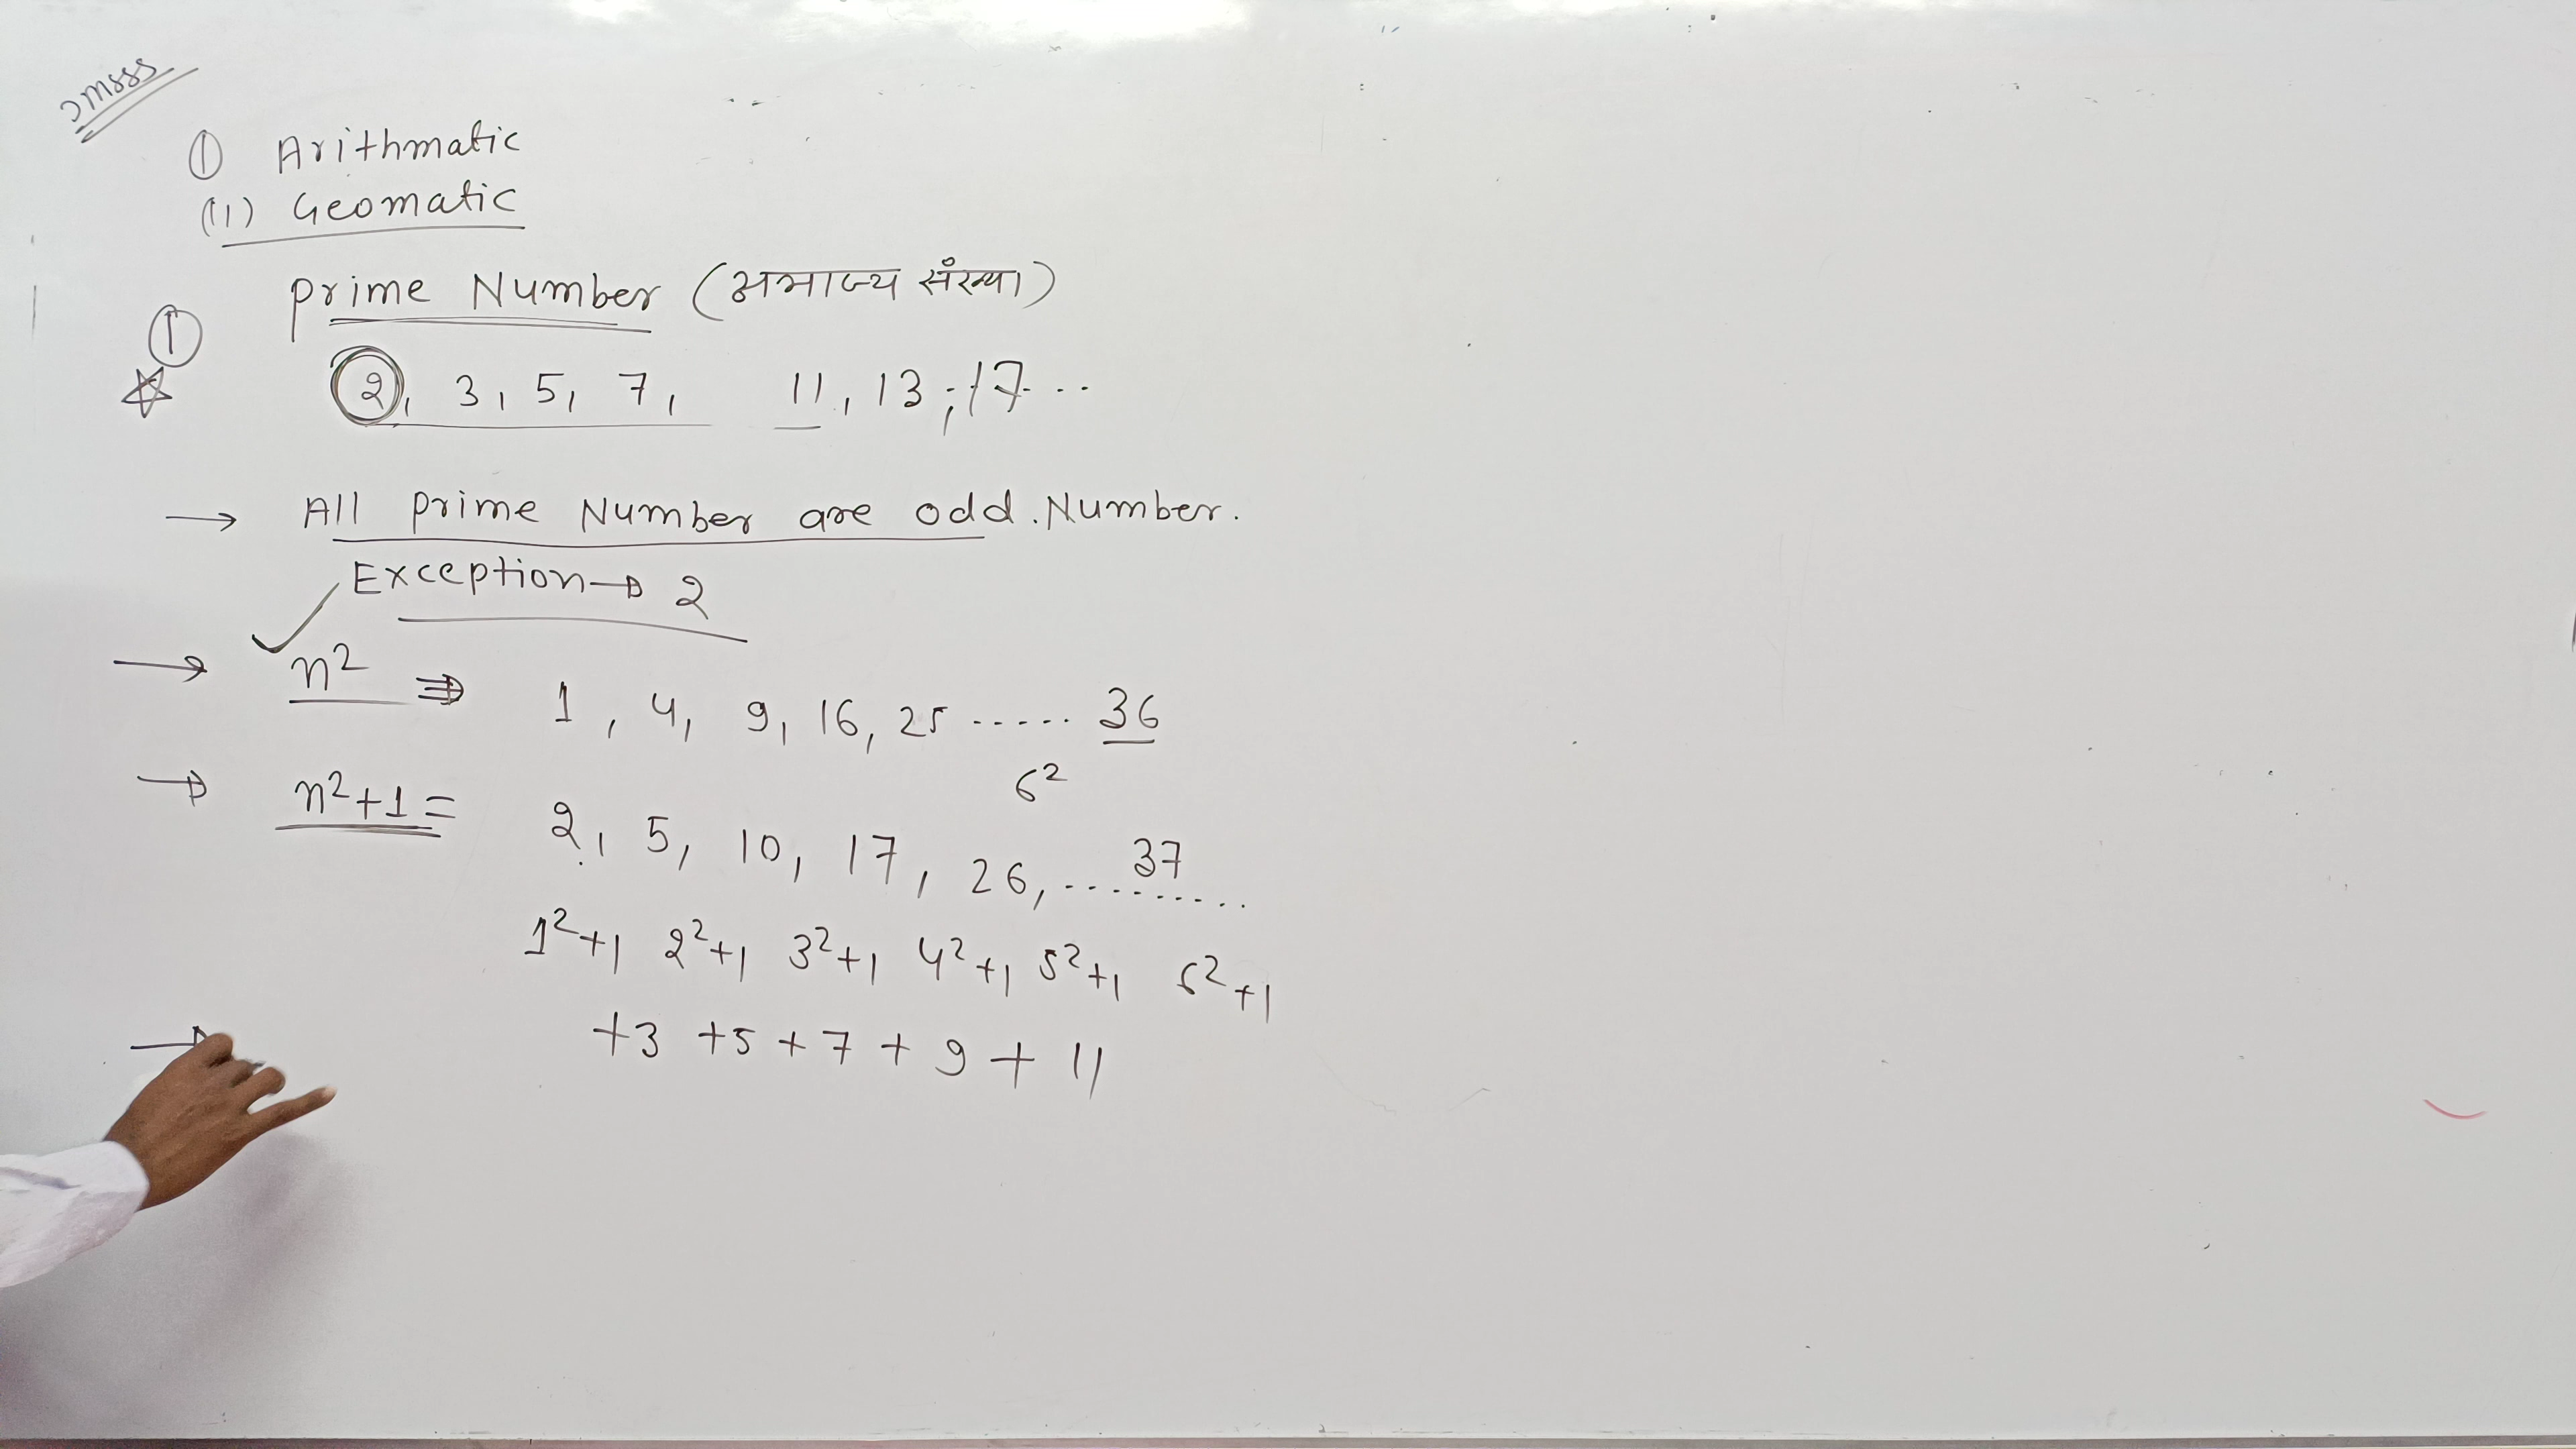 ① Arithmatic
(11) Geomatic
Prime Number (अभाज्य संख्या)
①
2, 3, 5, 7, 11, 13, 17...
→ All prime Number are odd. Number.
Exception → 2
→ n² ⇒ 1, 4, 9, 16, 25 ..... 36
6²
→ n²+1 = 2, 5, 10, 17, 26, .......... 37
1²+1 2²+1 3²+1 4²+1 5²+1 6²+1
+3 +5 +7 + 9 + 11
→